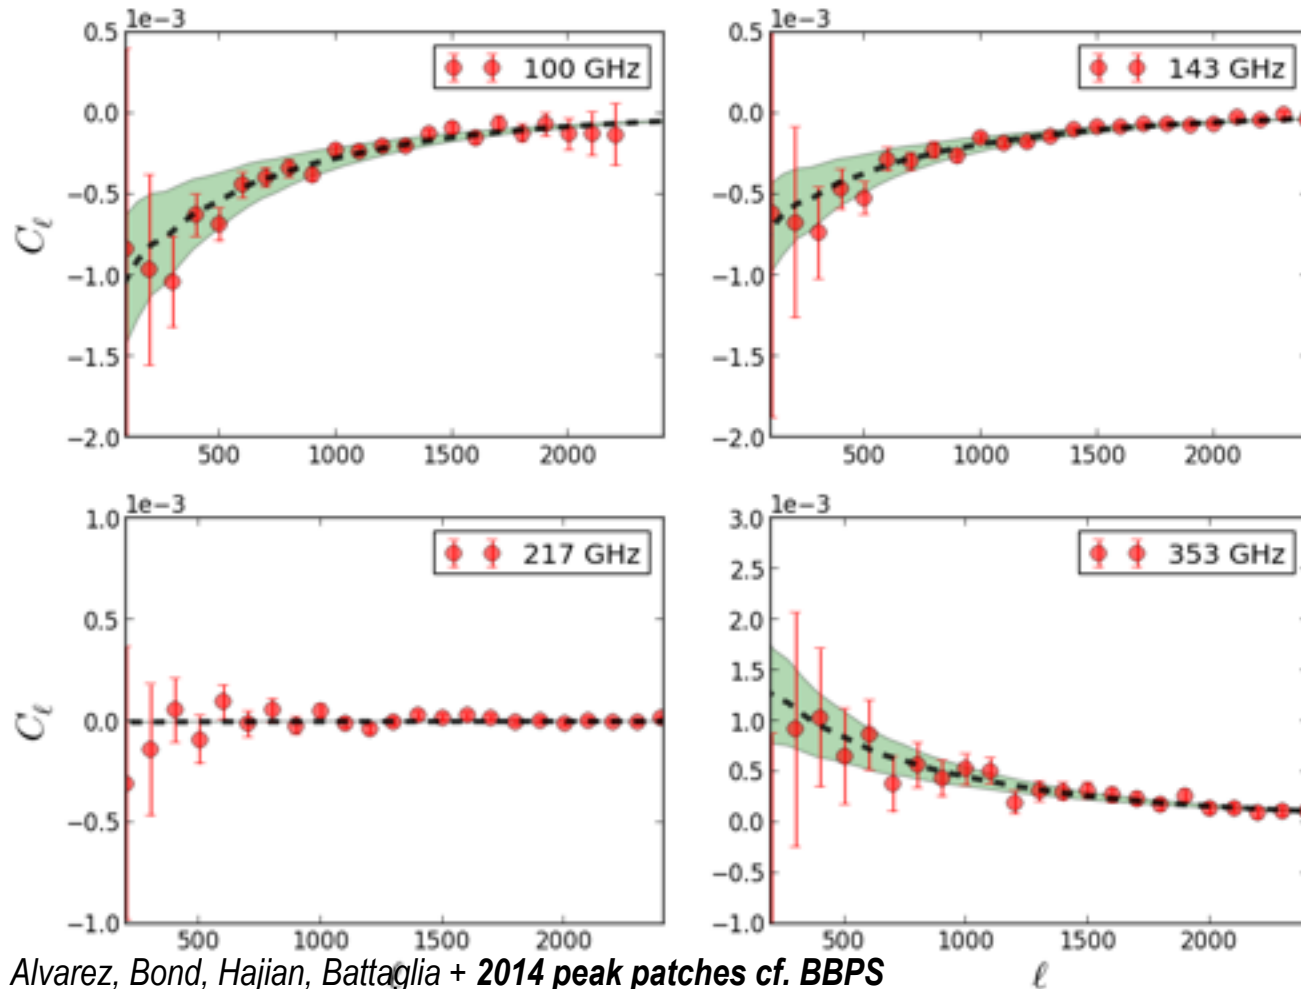 1e−3
0.5
0.0
−0.5
−1.0
−1.5
−2.0
C_ℓ
100 GHz
500 1000 1500 2000
1e−3
0.5
0.0
−0.5
−1.0
−1.5
−2.0
143 GHz
500 1000 1500 2000
1e−3
1.0
0.5
0.0
−0.5
−1.0
C_ℓ
217 GHz
500 1000 1500 2000
ℓ
1e−3
3.0
2.5
2.0
1.5
1.0
0.5
0.0
−0.5
−1.0
353 GHz
500 1000 1500 2000
ℓ
Alvarez, Bond, Hajian, Battaglia + 2014 peak patches cf. BBPS